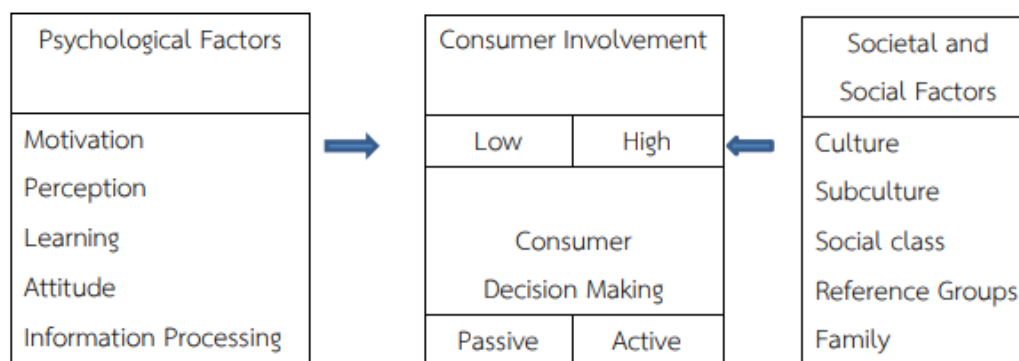 Psychological Factors
Motivation
Perception
Learning
Attitude
Information Processing
Consumer Involvement
Low
High
Consumer
Decision Making
Passive
Active
Societal and
Social Factors
Culture
Subculture
Social class
Reference Groups
Family